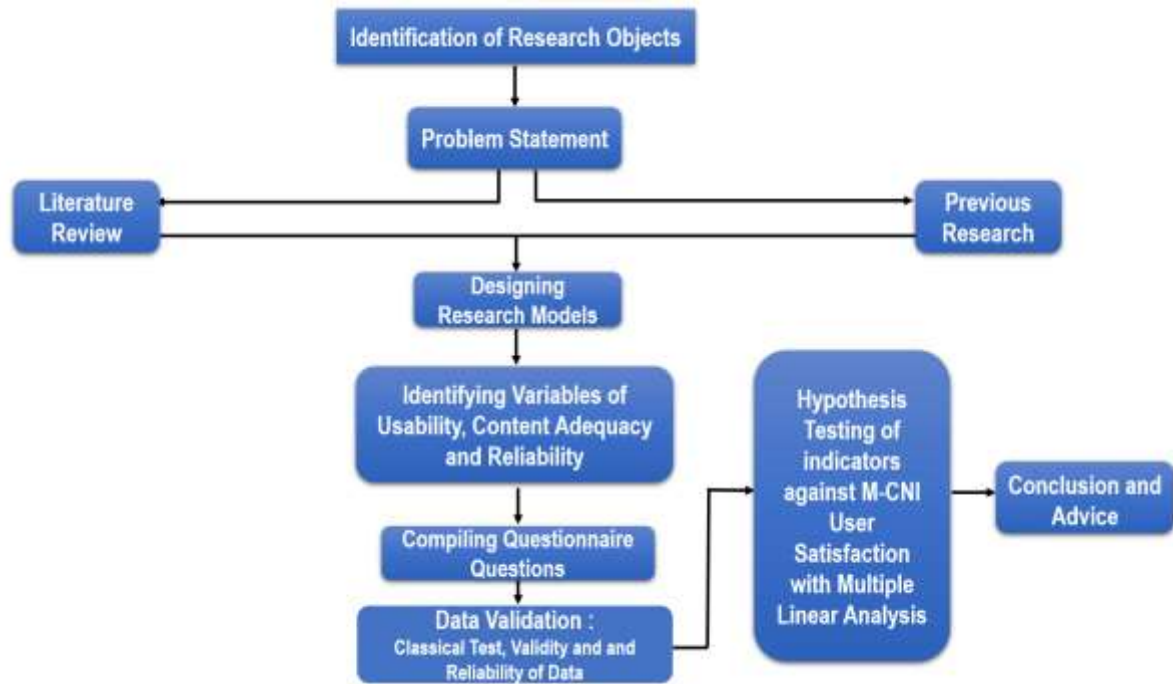 Identification of Research Objects
Problem Statement
Literature
Review
Previous
Research
Designing
Research Models
Identifying Variables of
Usability, Content Adequacy
and Reliability
Compiling Questionnaire
Questions
Data Validation :
Classical Test, Validity and and
Reliability of Data
Hypothesis
Testing of
indicators
against M-CNI
User
Satisfaction
with Multiple
Linear Analysis
Conclusion and
Advice